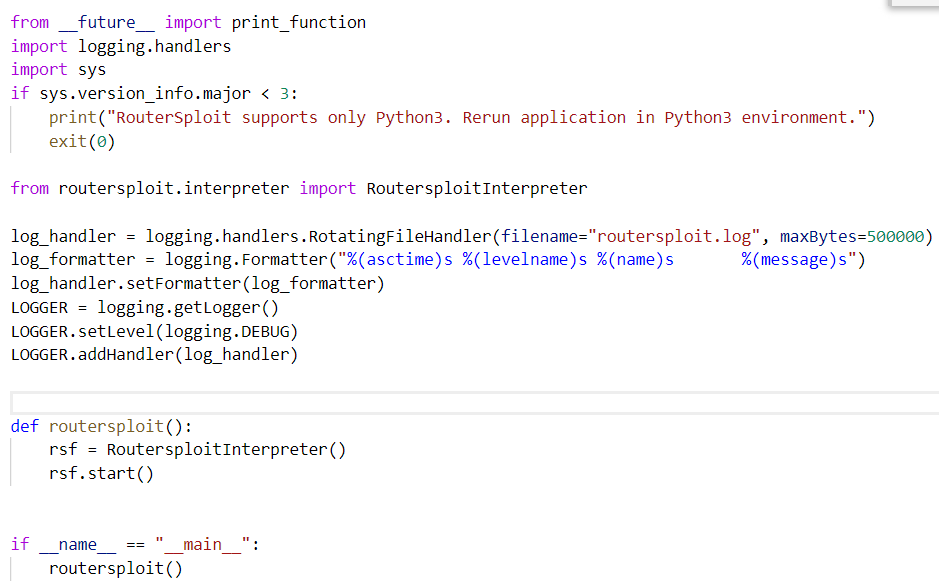 from __future__ import print_function
import logging.handlers
import sys
if sys.version_info.major < 3:
    print("RouterSploit supports only Python3. Rerun application in Python3 environment.")
    exit(0)
from routersploit.interpreter import RoutersploitInterpreter
log_handler = logging.handlers.RotatingFileHandler(filename="routersploit.log", maxBytes=500000)
log_formatter = logging.Formatter("%(asctime)s %(levelname)s %(name)s       %(message)s")
log_handler.setFormatter(log_formatter)
LOGGER = logging.getLogger()
LOGGER.setLevel(logging.DEBUG)
LOGGER.addHandler(log_handler)
def routersploit():
    rsf = RoutersploitInterpreter()
    rsf.start()
if __name__ == "__main__":
    routersploit()